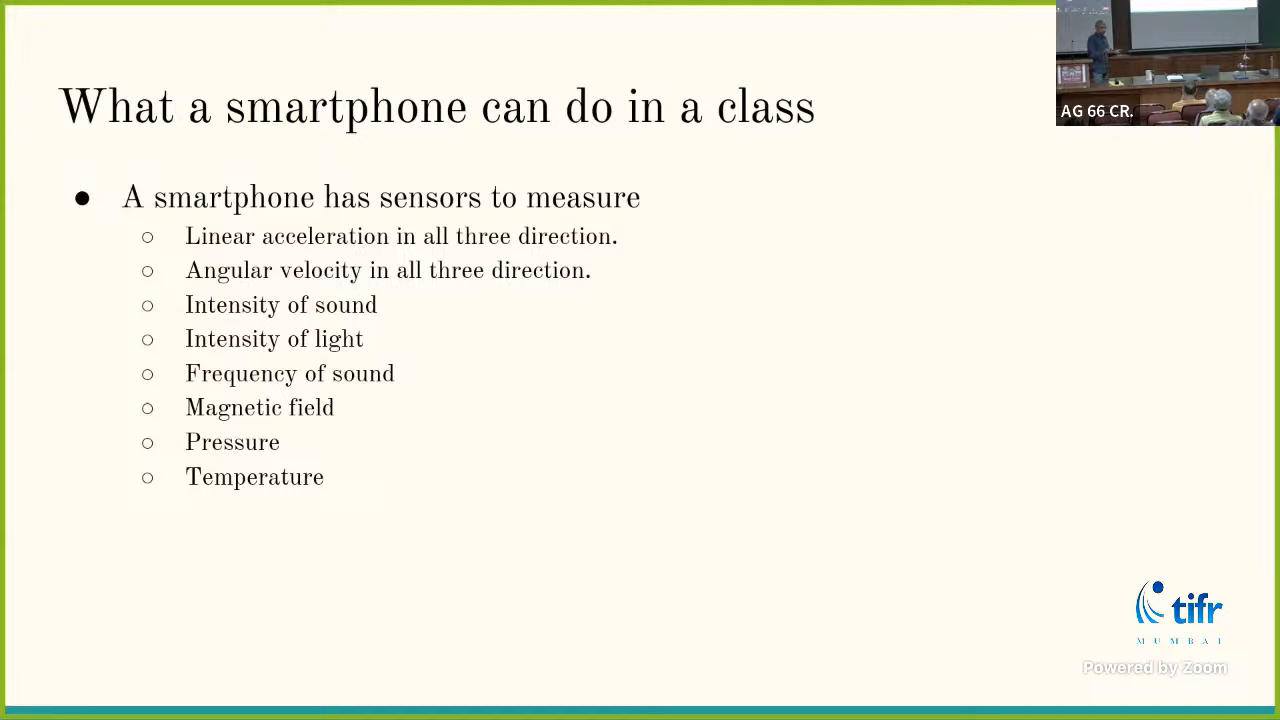 What a smartphone can do in a class
AG 66 CR.
● A smartphone has sensors to measure
○ Linear acceleration in all three direction.
○ Angular velocity in all three direction.
○ Intensity of sound
○ Intensity of light
○ Frequency of sound
○ Magnetic field
○ Pressure
○ Temperature
tifr
MUMBAI
Powered by Zoom